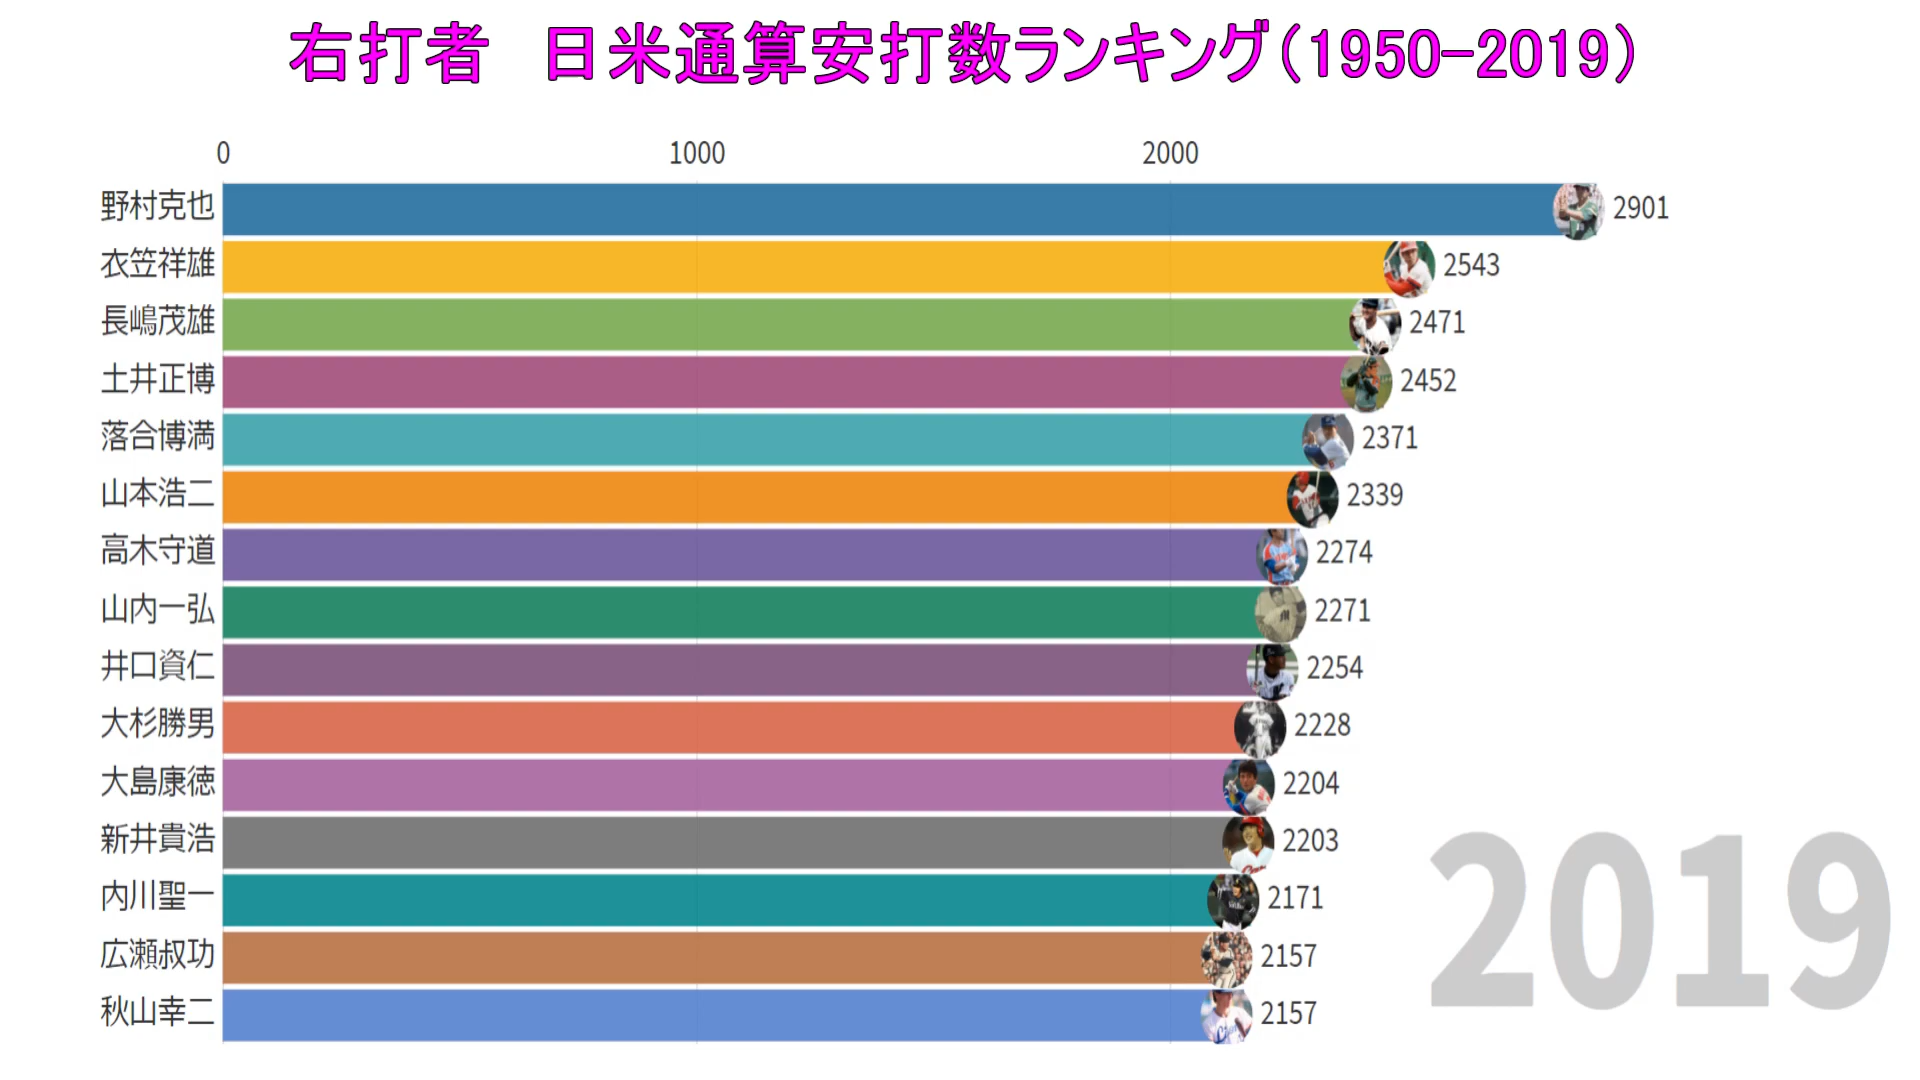 右打者　日米通算安打数ランキング(1950-2019)
0 1000 2000
野村克也 2901
衣笠祥雄 2543
長嶋茂雄 2471
土井正博 2452
落合博満 2371
山本浩二 2339
高木守道 2274
山内一弘 2271
井口資仁 2254
大杉勝男 2228
大島康徳 2204
新井貴浩 2203
内川聖一 2171
広瀬叔功 2157
秋山幸二 2157
2019